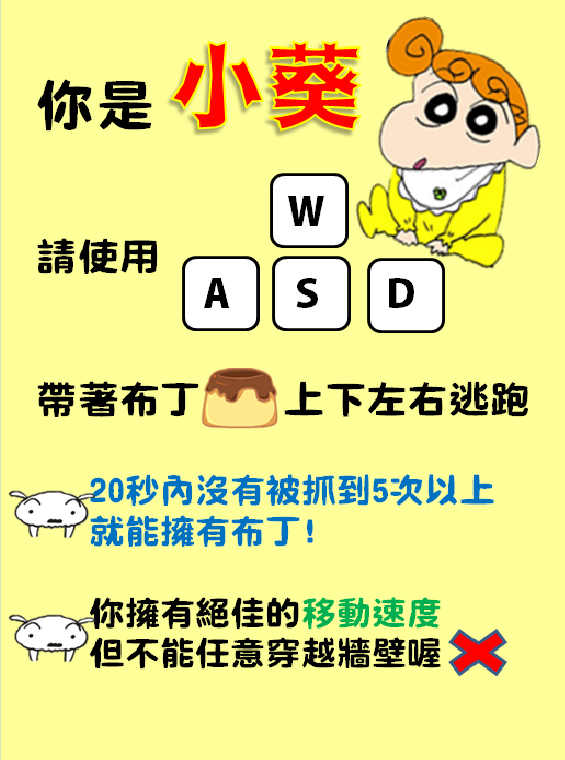 你是 小葵
W
請使用
A S D
帶著布丁 上下左右逃跑
20秒內沒有被抓到5次以上
就能擁有布丁!
你擁有絕佳的移動速度
但不能任意穿越牆壁喔